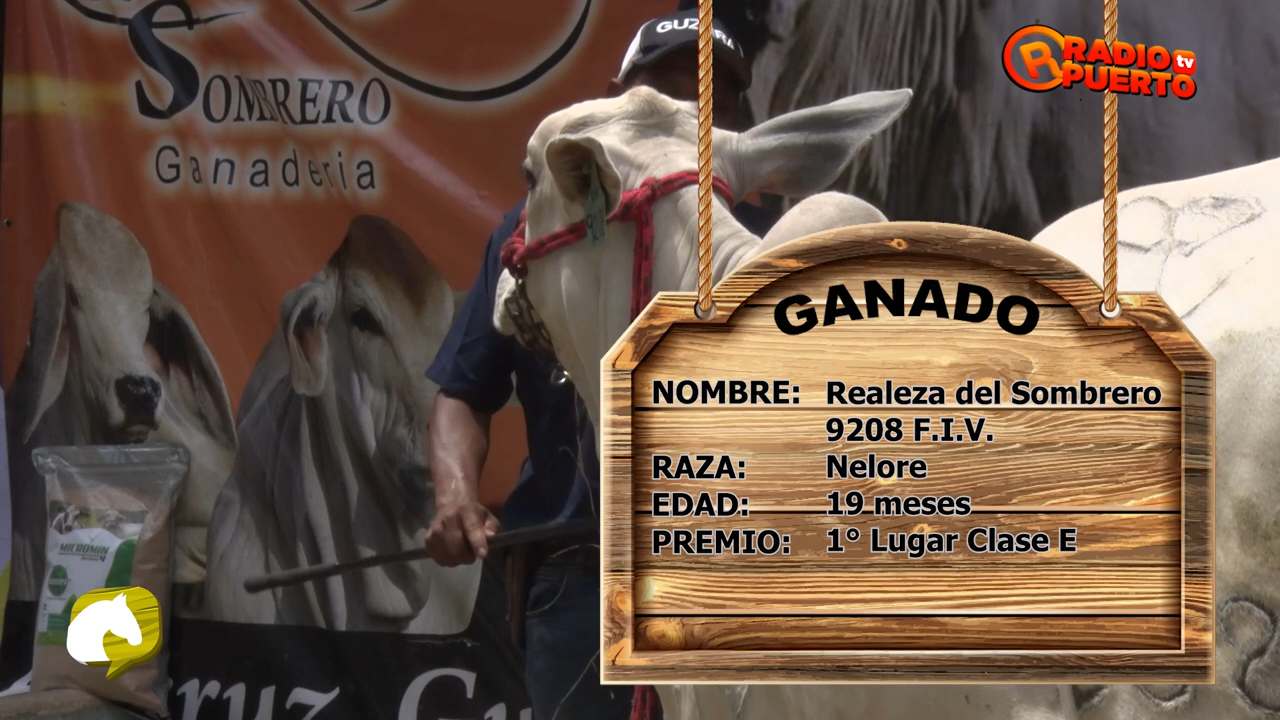 SOMBRERO
Ganaderia
RADIO tv
PUERTO
GANADO
NOMBRE: Realeza del Sombrero
9208 F.I.V.
RAZA: Nelore
EDAD: 19 meses
PREMIO: 1° Lugar Clase E
MICROMIN